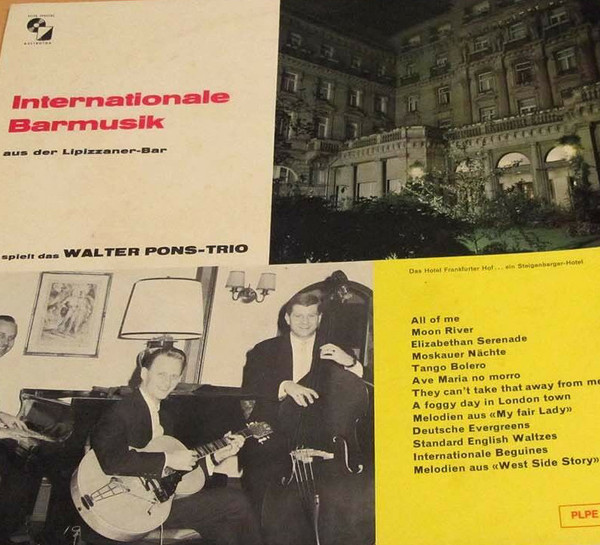 Internationale
Barmusik
aus der Lipizzaner-Bar
spielt das WALTER PONS-TRIO
Das Hotel Frankfurter Hof... ein Steigenberger-Hotel
All of me
Moon River
Elizabethan Serenade
Moskauer Nächte
Tango Bolero
Ave Maria no morro
They can't take that away from me
A foggy day in London town
Melodien aus «My fair Lady»
Deutsche Evergreens
Standard English Waltzes
Internationale Beguines
Melodien aus «West Side Story»
PLPE